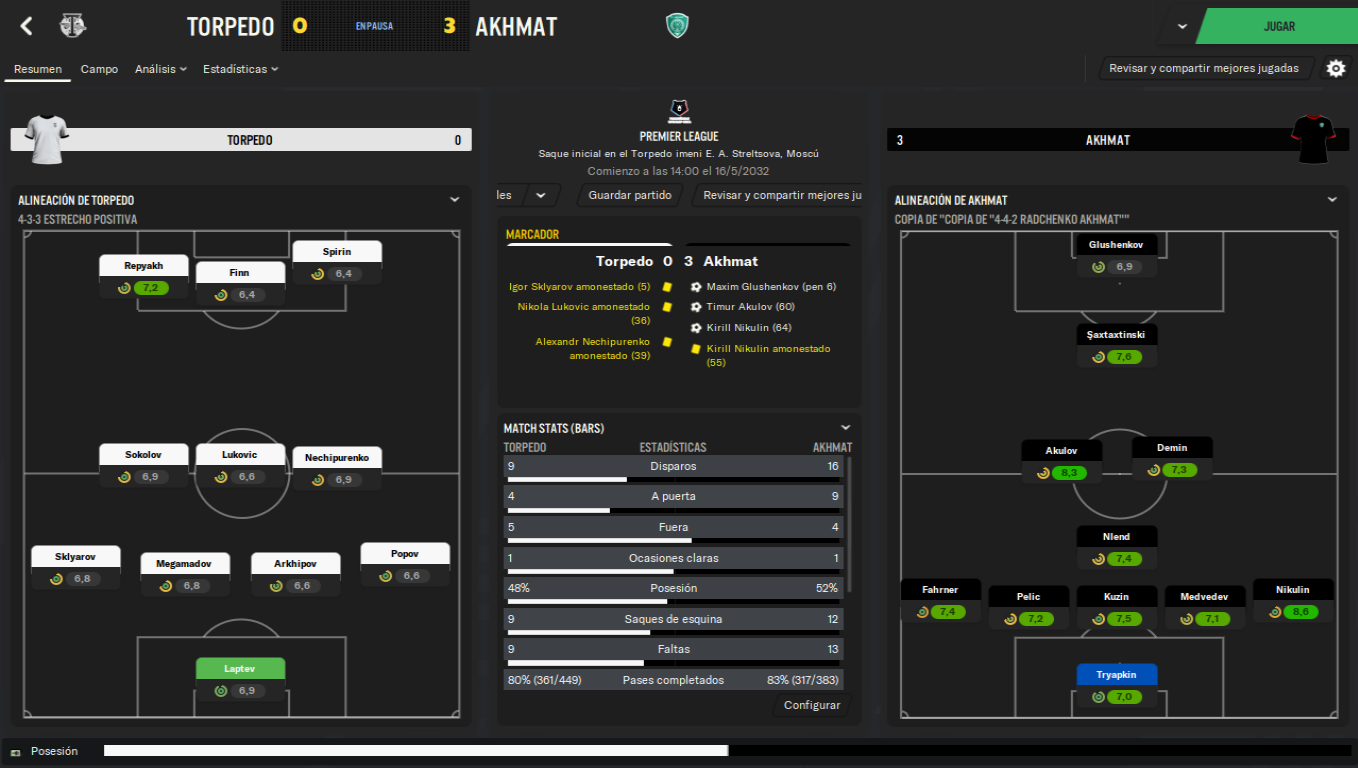 TORPEDO 0 EN PAUSA 3 AKHMAT
JUGAR
Resumen Campo Análisis Estadísticas
Revisar y compartir mejores jugadas
TORPEDO 0
PREMIER LEAGUE
Saque inicial en el Torpedo imeni E. A. Streltsova, Moscú
Comienzo a las 14:00 el 16/5/2032
les Guardar partido Revisar y compartir mejores ju
3 AKHMAT
ALINEACIÓN DE TORPEDO
4-3-3 ESTRECHO POSITIVA
Spirin
6,4
Repyakh
7,2
Finn
6,4
Sokolov
6,9
Lukovic
6,6
Nechipurenko
6,9
Sklyarov
6,8
Megamadov
6,8
Arkhipov
6,6
Popov
6,6
Laptev
6,9
MARCADOR
Torpedo 0 3 Akhmat
Igor Sklyarov amonestado (5)
Nikola Lukovic amonestado
(36)
Alexandr Nechipurenko
amonestado (39)
Maxim Glushenkov (pen 6)
Timur Akulov (60)
Kirill Nikulin (64)
Kirill Nikulin amonestado
(55)
MATCH STATS (BARS)
TORPEDO ESTADÍSTICAS AKHMAT
9 Disparos 16
4 A puerta 9
5 Fuera 4
1 Ocasiones claras 1
48% Posesión 52%
9 Saques de esquina 12
9 Faltas 13
80% (361/449) Pases completados 83% (317/383)
Configurar
ALINEACIÓN DE AKHMAT
COPIA DE "COPIA DE "4-4-2 RADCHENKO AKHMAT""
Glushenkov
6,9
Şaxtaxtinski
7,6
Akulov
8,3
Demin
7,3
Nlend
7,4
Fahrner
7,4
Pelic
7,2
Kuzin
7,5
Medvedev
7,1
Nikulin
8,6
Tryapkin
7,0
Posesión